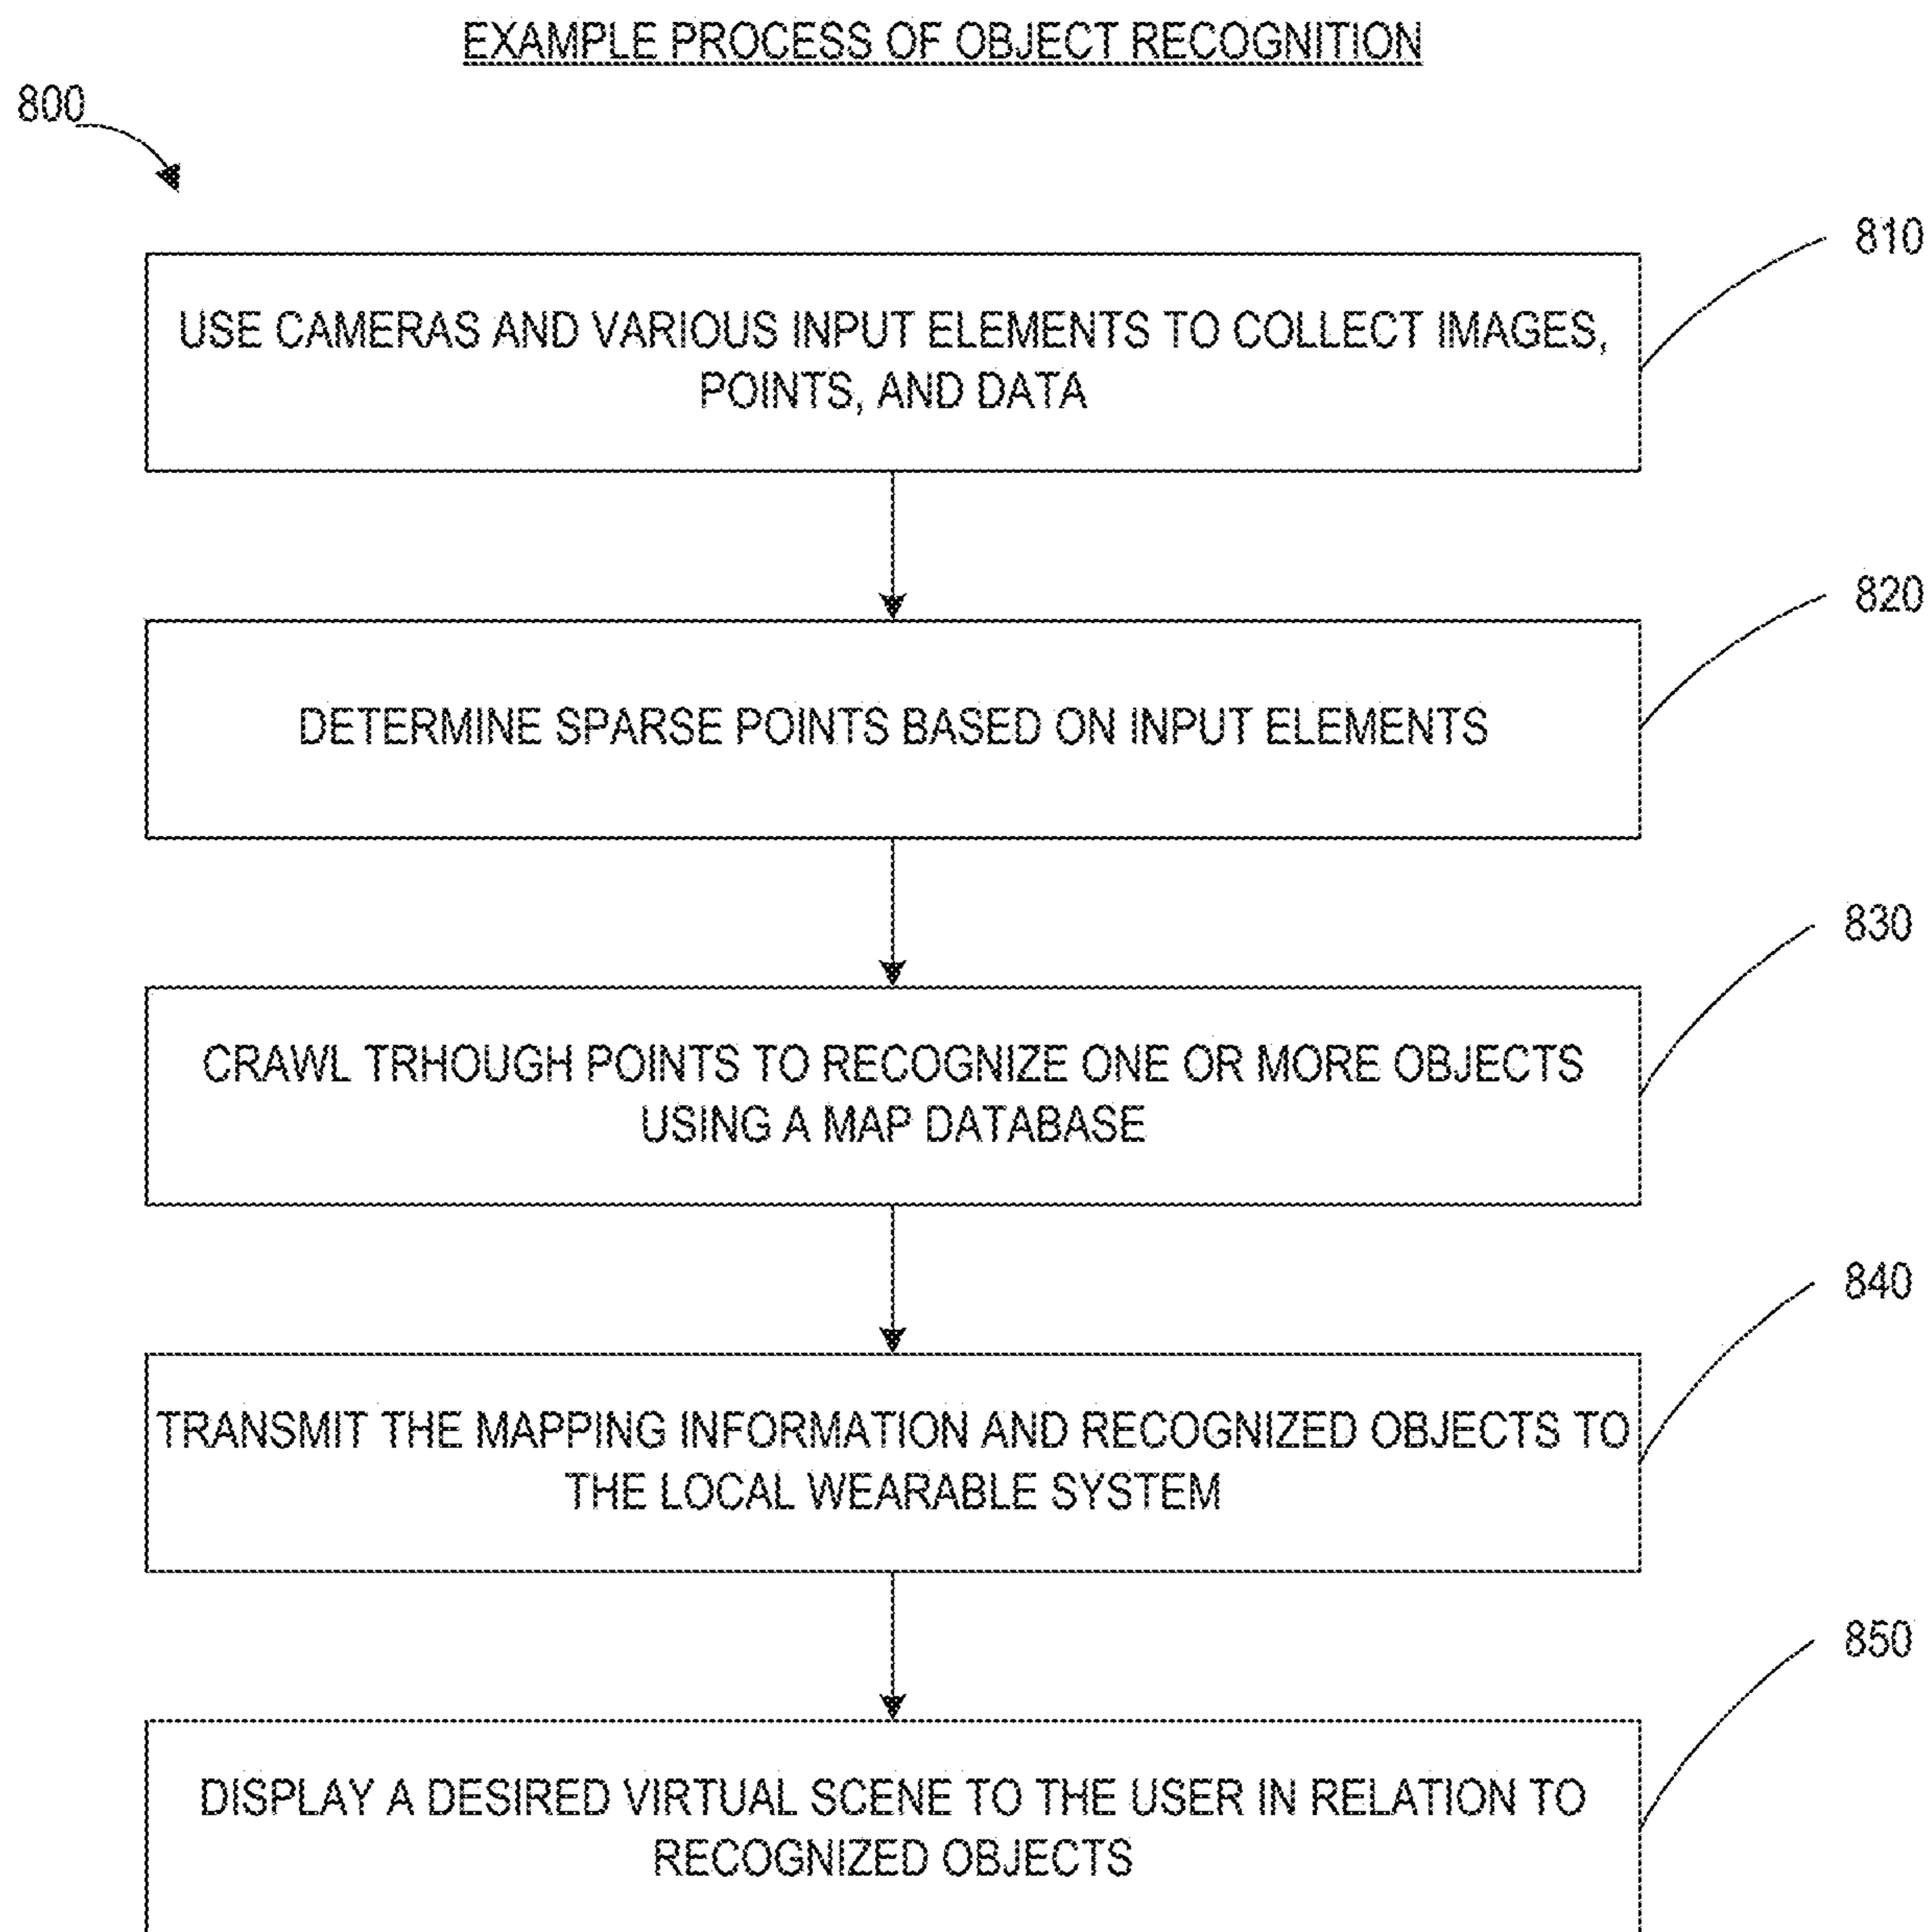 EXAMPLE PROCESS OF OBJECT RECOGNITION
800
810
USE CAMERAS AND VARIOUS INPUT ELEMENTS TO COLLECT IMAGES,
POINTS, AND DATA
820
DETERMINE SPARSE POINTS BASED ON INPUT ELEMENTS
830
CRAWL TRHOUGH POINTS TO RECOGNIZE ONE OR MORE OBJECTS
USING A MAP DATABASE
840
TRANSMIT THE MAPPING INFORMATION AND RECOGNIZED OBJECTS TO
THE LOCAL WEARABLE SYSTEM
850
DISPLAY A DESIRED VIRTUAL SCENE TO THE USER IN RELATION TO
RECOGNIZED OBJECTS